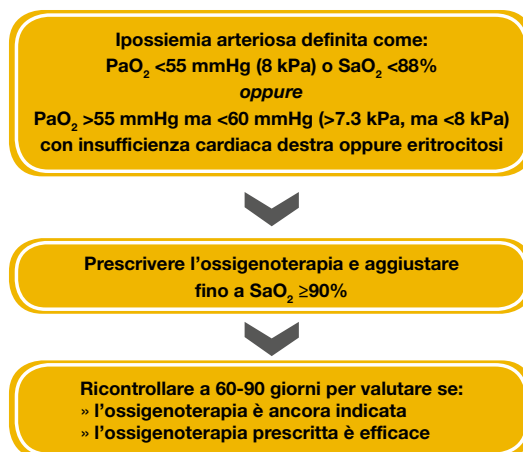 Ipossiemia arteriosa definita come:
PaO₂ <55 mmHg (8 kPa) o SaO₂ <88%
oppure
PaO₂ >55 mmHg ma <60 mmHg (>7.3 kPa, ma <8 kPa)
con insufficienza cardiaca destra oppure eritrocitosi
Prescrivere l’ossigenoterapia e aggiustare
fino a SaO₂ ≥90%
Ricontrollare a 60-90 giorni per valutare se:
» l’ossigenoterapia è ancora indicata
» l’ossigenoterapia prescritta è efficace